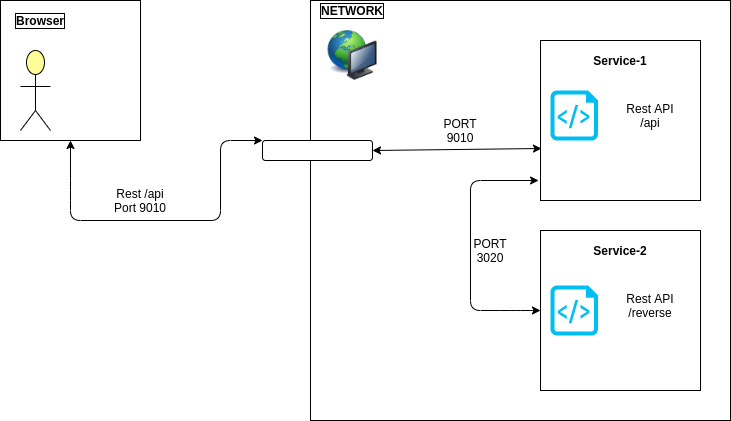 Browser
NETWORK
Service-1
Rest API
/api
PORT
9010
Rest /api
Port 9010
PORT
3020
Service-2
Rest API
/reverse